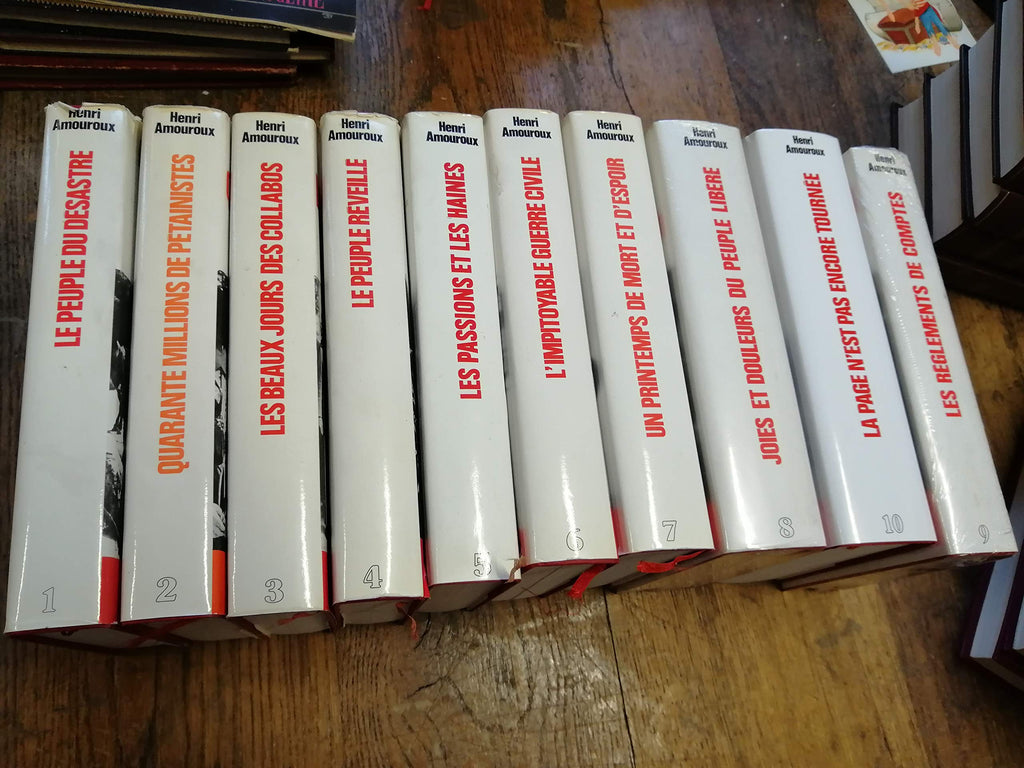 Henri
Amouroux
LE PEUPLE DU DESASTRE
1
Henri
Amouroux
QUARANTE MILLIONS DE PETAINISTES
2
Henri
Amouroux
LES BEAUX JOURS DES COLLABOS
3
Henri
Amouroux
LE PEUPLE REVEILLE
4
Henri
Amouroux
LES PASSIONS ET LES HAINES
5
Henri
Amouroux
L'IMPITOYABLE GUERRE CIVILE
6
Henri
Amouroux
UN PRINTEMPS DE MORT ET D'ESPOIR
7
Henri
Amouroux
JOIES ET DOULEURS DU PEUPLE LIBERE
8
Henri
Amouroux
LA PAGE N'EST PAS ENCORE TOURNÉE
10
Henri
Amouroux
LES REGLEMENTS DE COMPTES
9